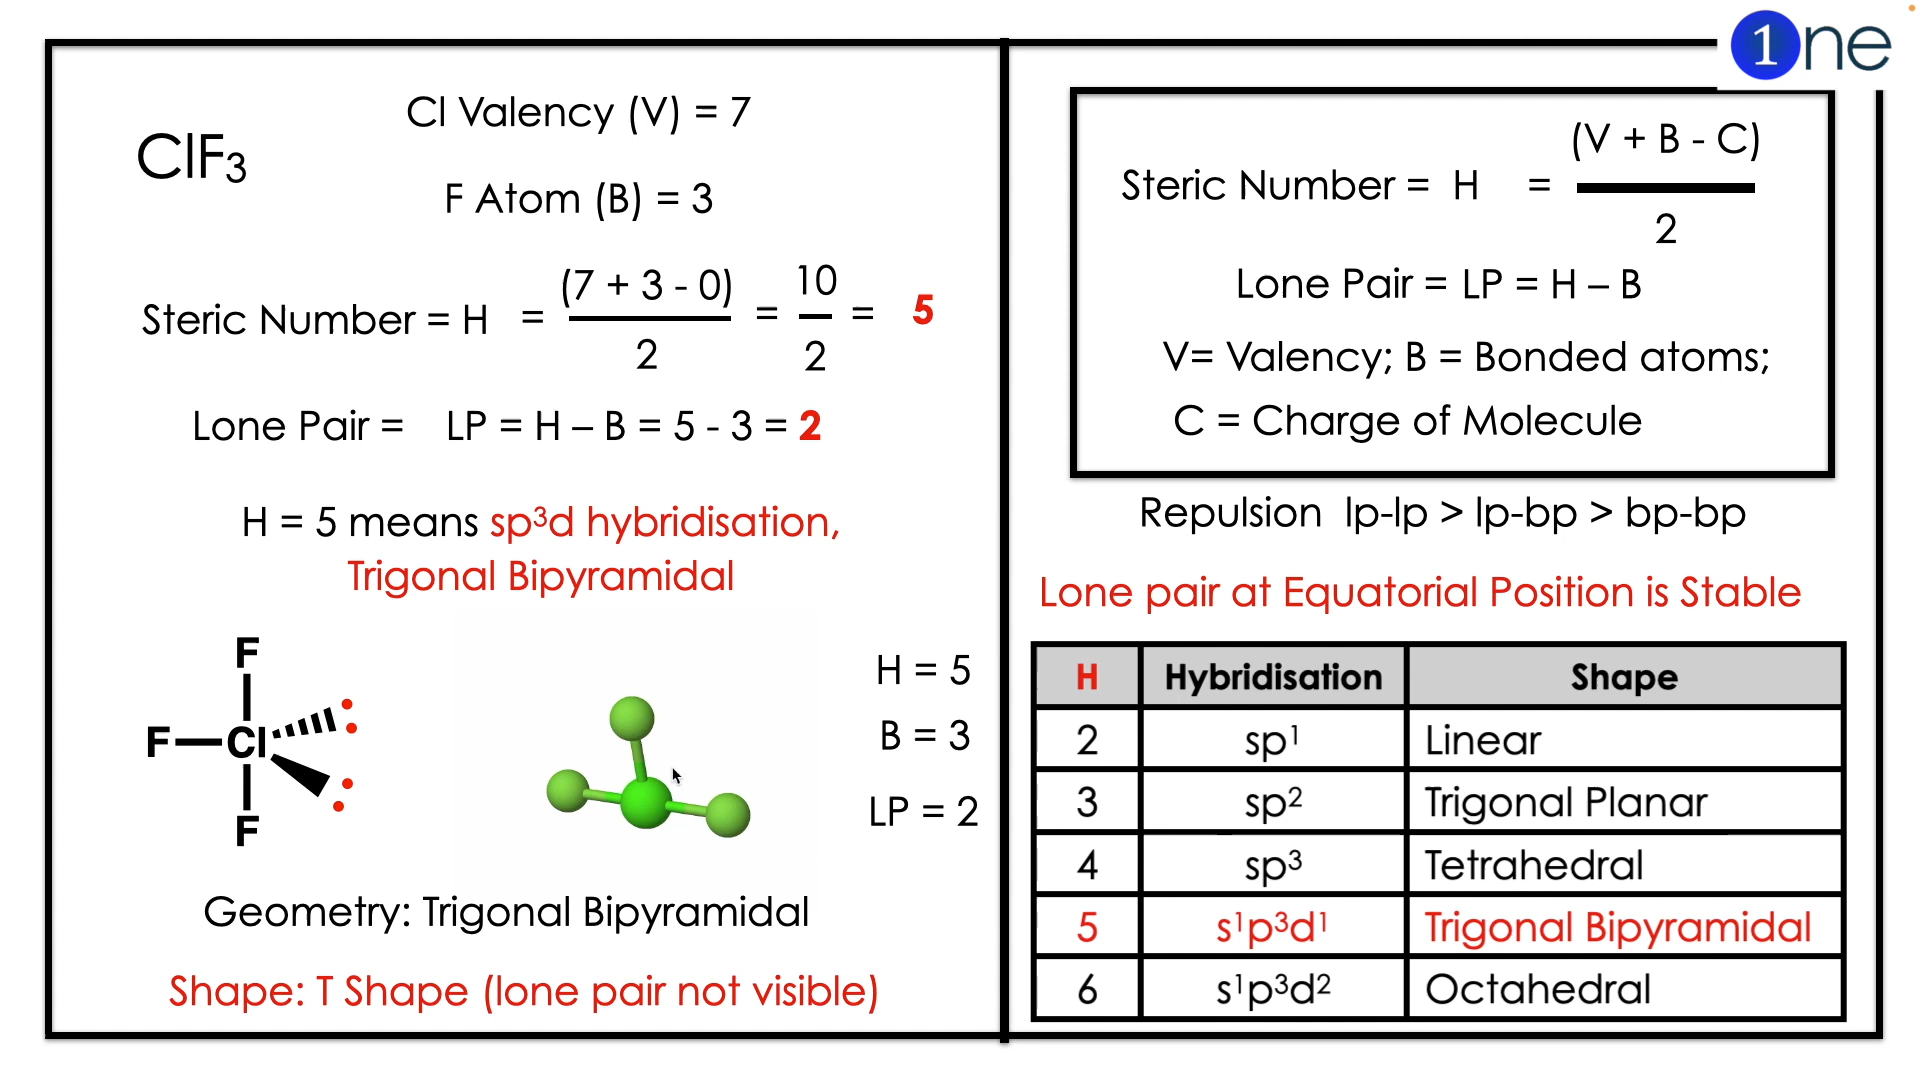 1ne
ClF₃
Cl Valency (V) = 7
F Atom (B) = 3
Steric Number = H = (7 + 3 - 0) / 2 = 10 / 2 = 5
Lone Pair = LP = H – B = 5 - 3 = 2
H = 5 means sp³d hybridisation,
Trigonal Bipyramidal
F
F Cl
F
H = 5
B = 3
LP = 2
Geometry: Trigonal Bipyramidal
Shape: T Shape (lone pair not visible)
Steric Number = H = (V + B - C) / 2
Lone Pair = LP = H – B
V= Valency; B = Bonded atoms;
C = Charge of Molecule
Repulsion lp-lp > lp-bp > bp-bp
Lone pair at Equatorial Position is Stable
H Hybridisation Shape
2 sp¹ Linear
3 sp² Trigonal Planar
4 sp³ Tetrahedral
5 s¹p³d¹ Trigonal Bipyramidal
6 s¹p³d² Octahedral